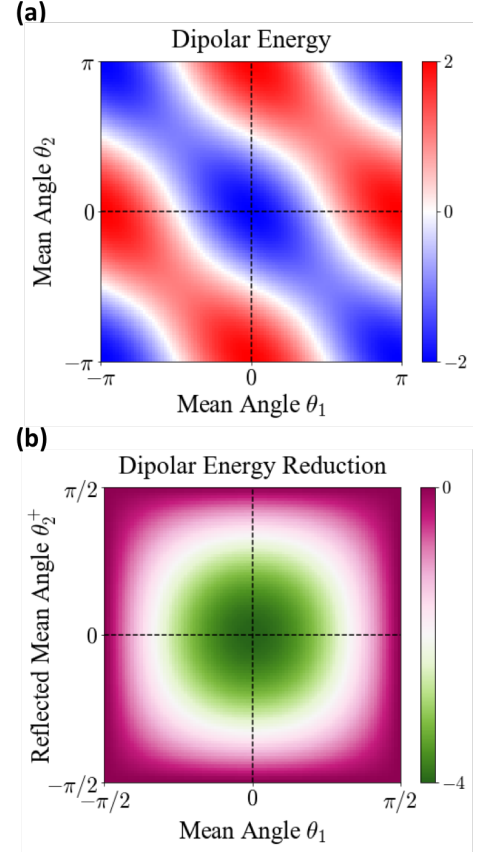 (a)
Dipolar Energy
Mean Angle θ₂
π
0
−π
−π
0
π
Mean Angle θ₁
2
0
−2
(b)
Dipolar Energy Reduction
Reflected Mean Angle θ₂⁺
π/2
0
−π/2
−π/2
0
π/2
Mean Angle θ₁
0
−4